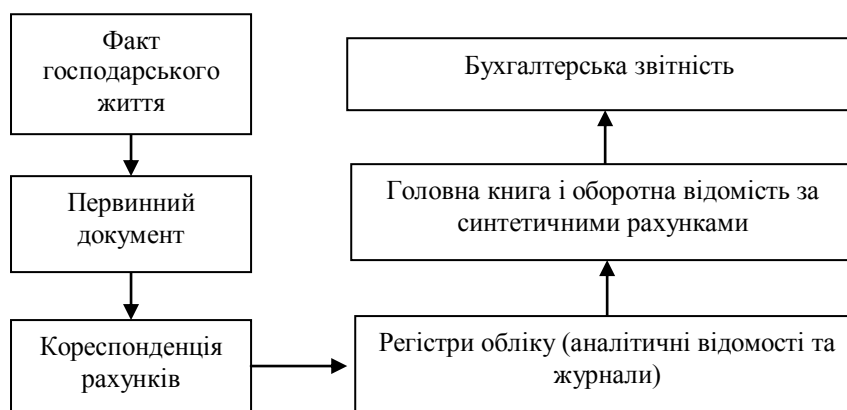 Факт
господарського
життя
Первинний
документ
Кореспонденція
рахунків
Регістри обліку (аналітичні відомості та
журнали)
Головна книга і оборотна відомість за
синтетичними рахунками
Бухгалтерська звітність